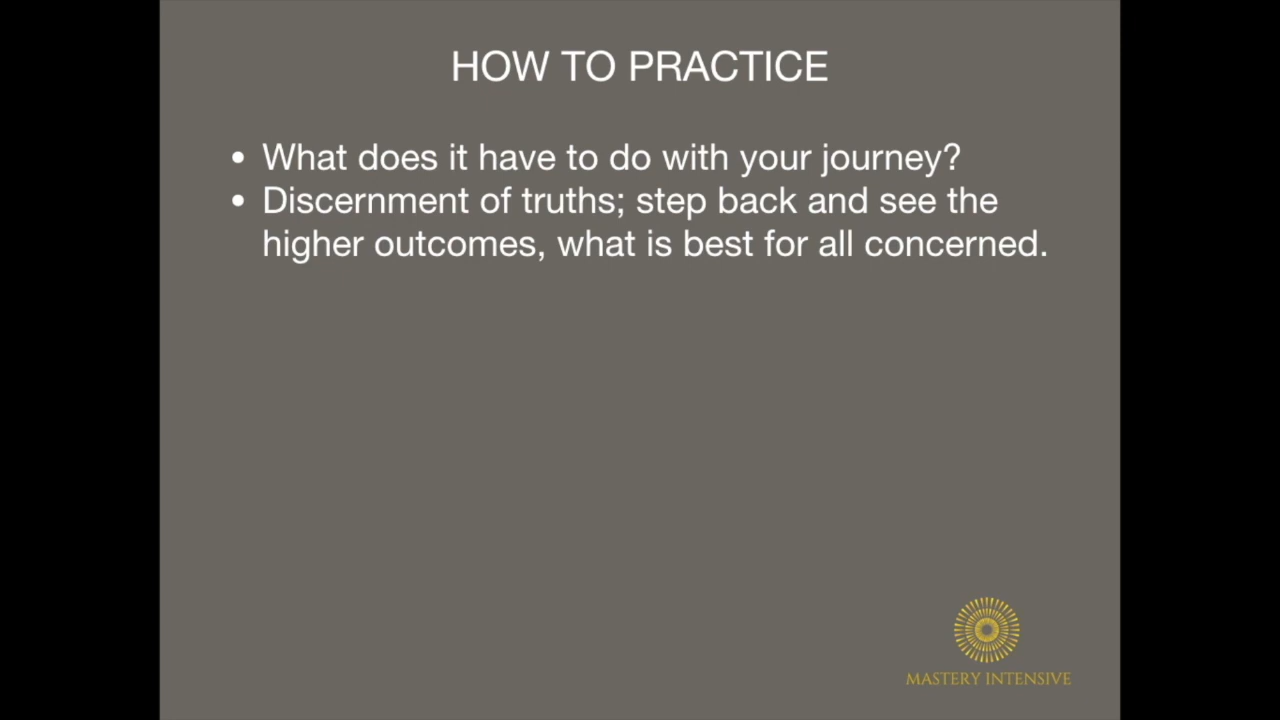 HOW TO PRACTICE
• What does it have to do with your journey?
• Discernment of truths; step back and see the
higher outcomes, what is best for all concerned.
MASTERY INTENSIVE